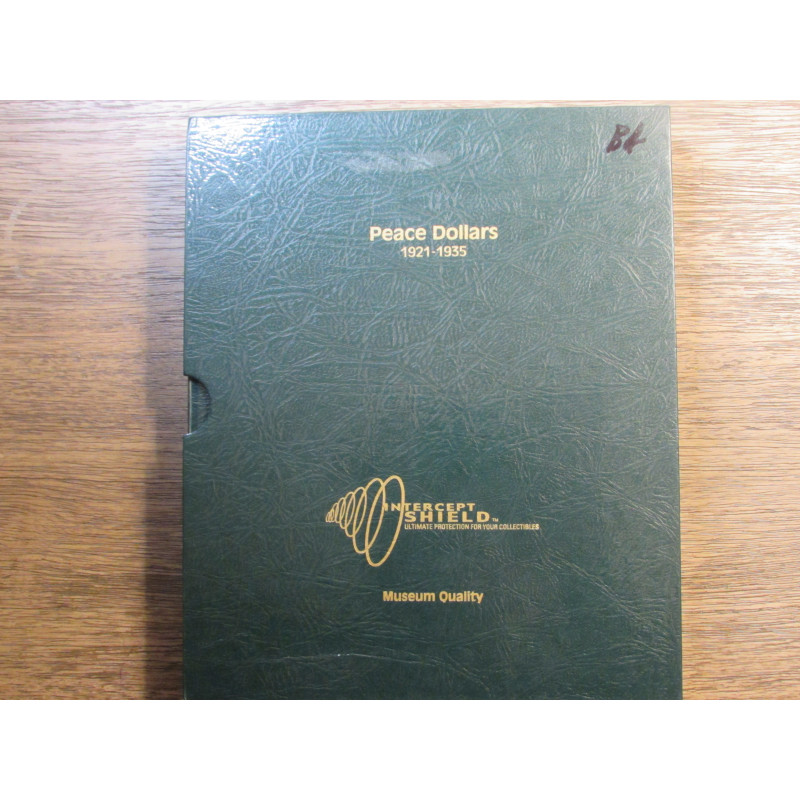 B4
Peace Dollars
1921-1935
INTERCEPT
SHIELD™
ULTIMATE PROTECTION FOR YOUR COLLECTIBLES
Museum Quality